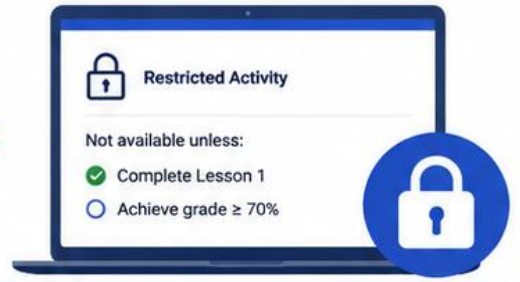 Restricted Activity
Not available unless:
Complete Lesson 1
Achieve grade ≥ 70%